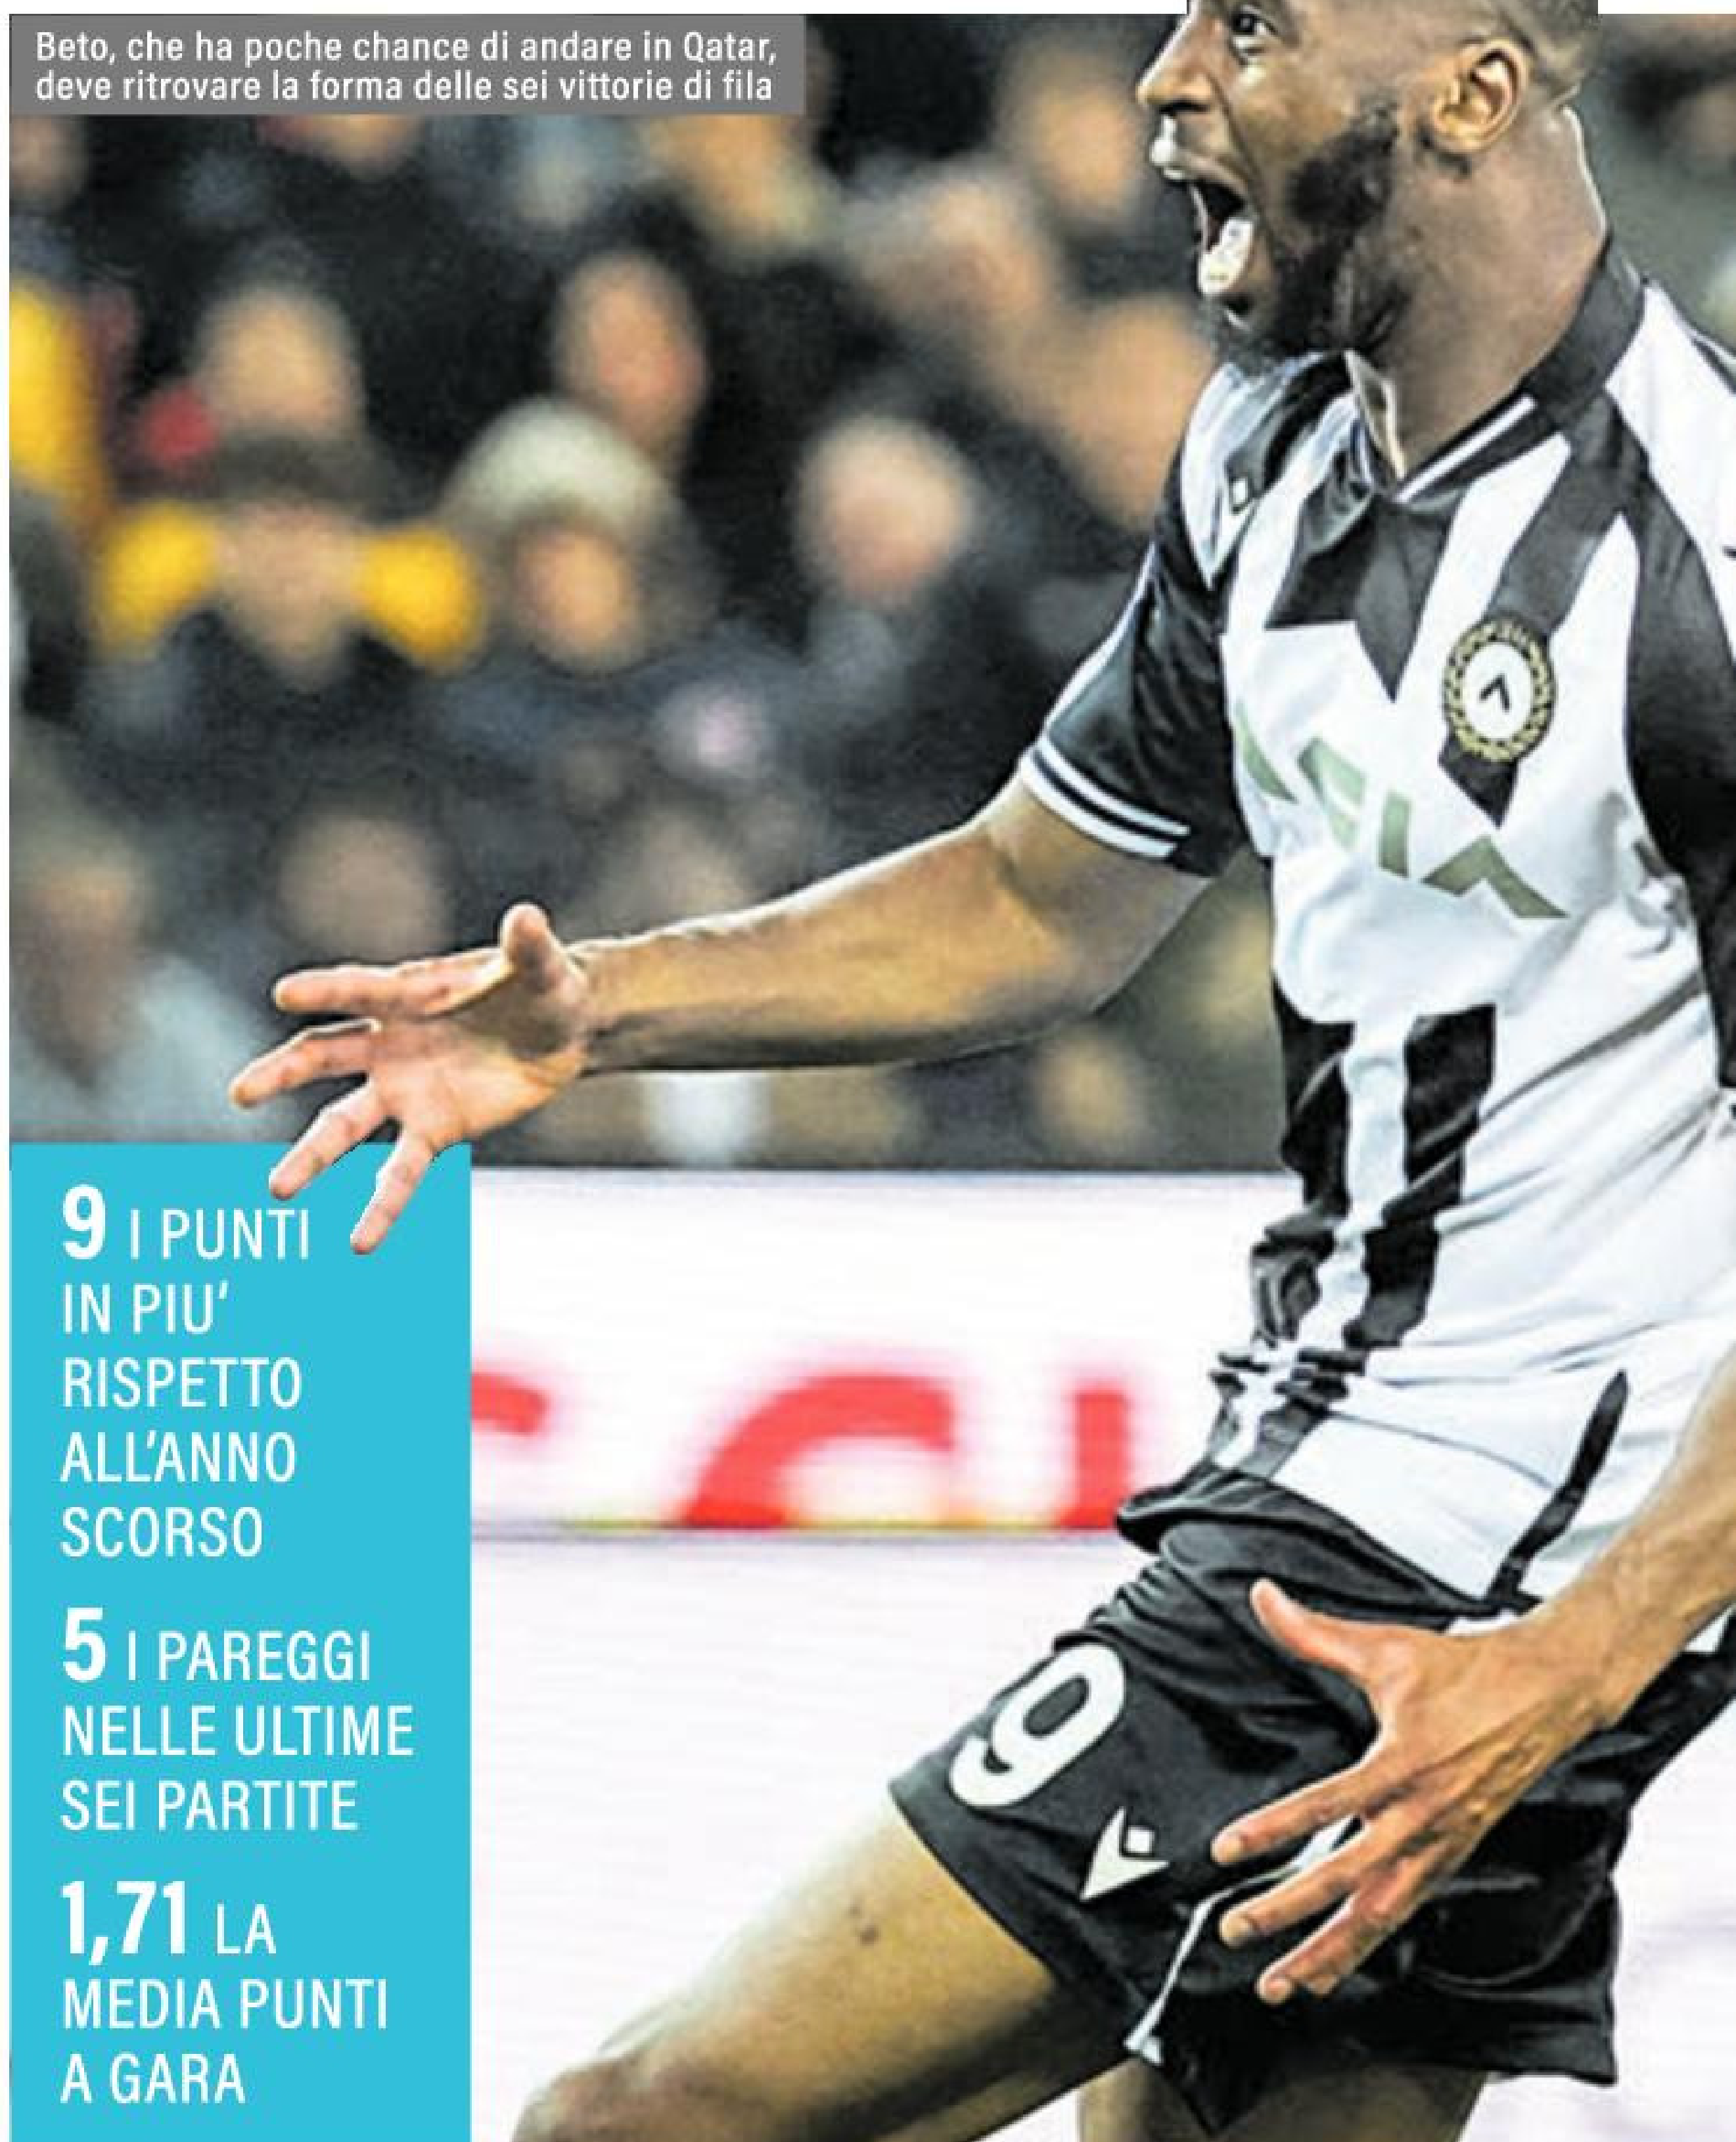 Beto, che ha poche chance di andare in Qatar,
deve ritrovare la forma delle sei vittorie di fila
9 I PUNTI
IN PIU'
RISPETTO
ALL'ANNO
SCORSO
5 I PAREGGI
NELLE ULTIME
SEI PARTITE
1,71 LA
MEDIA PUNTI
A GARA
9